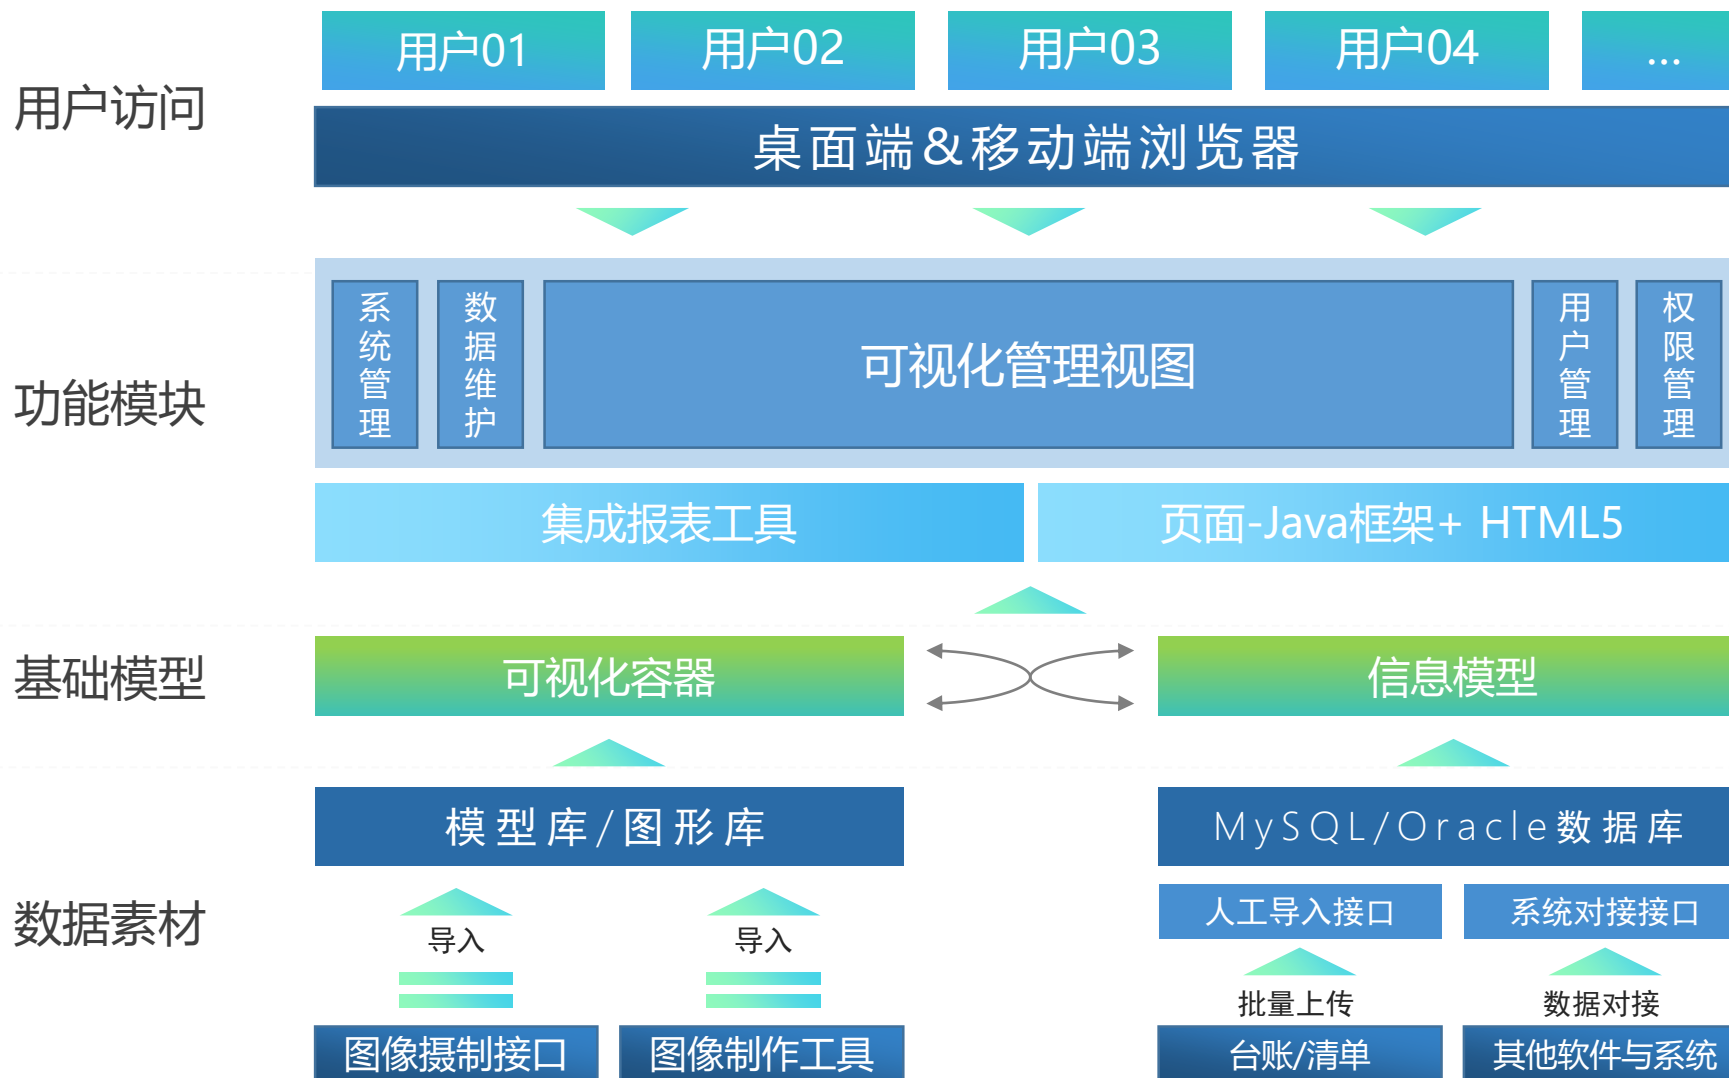 用户01
用户02
用户03
用户04
...
用户访问
桌面端&移动端浏览器
系统管理
数据维护
可视化管理视图
用户管理
权限管理
功能模块
集成报表工具
页面-Java框架+ HTML5
基础模型
可视化容器
信息模型
模型库/图形库
MySQL/Oracle数据库
数据素材
导入
导入
人工导入接口
系统对接接口
批量上传
数据对接
图像摄制接口
图像制作工具
台账/清单
其他软件与系统